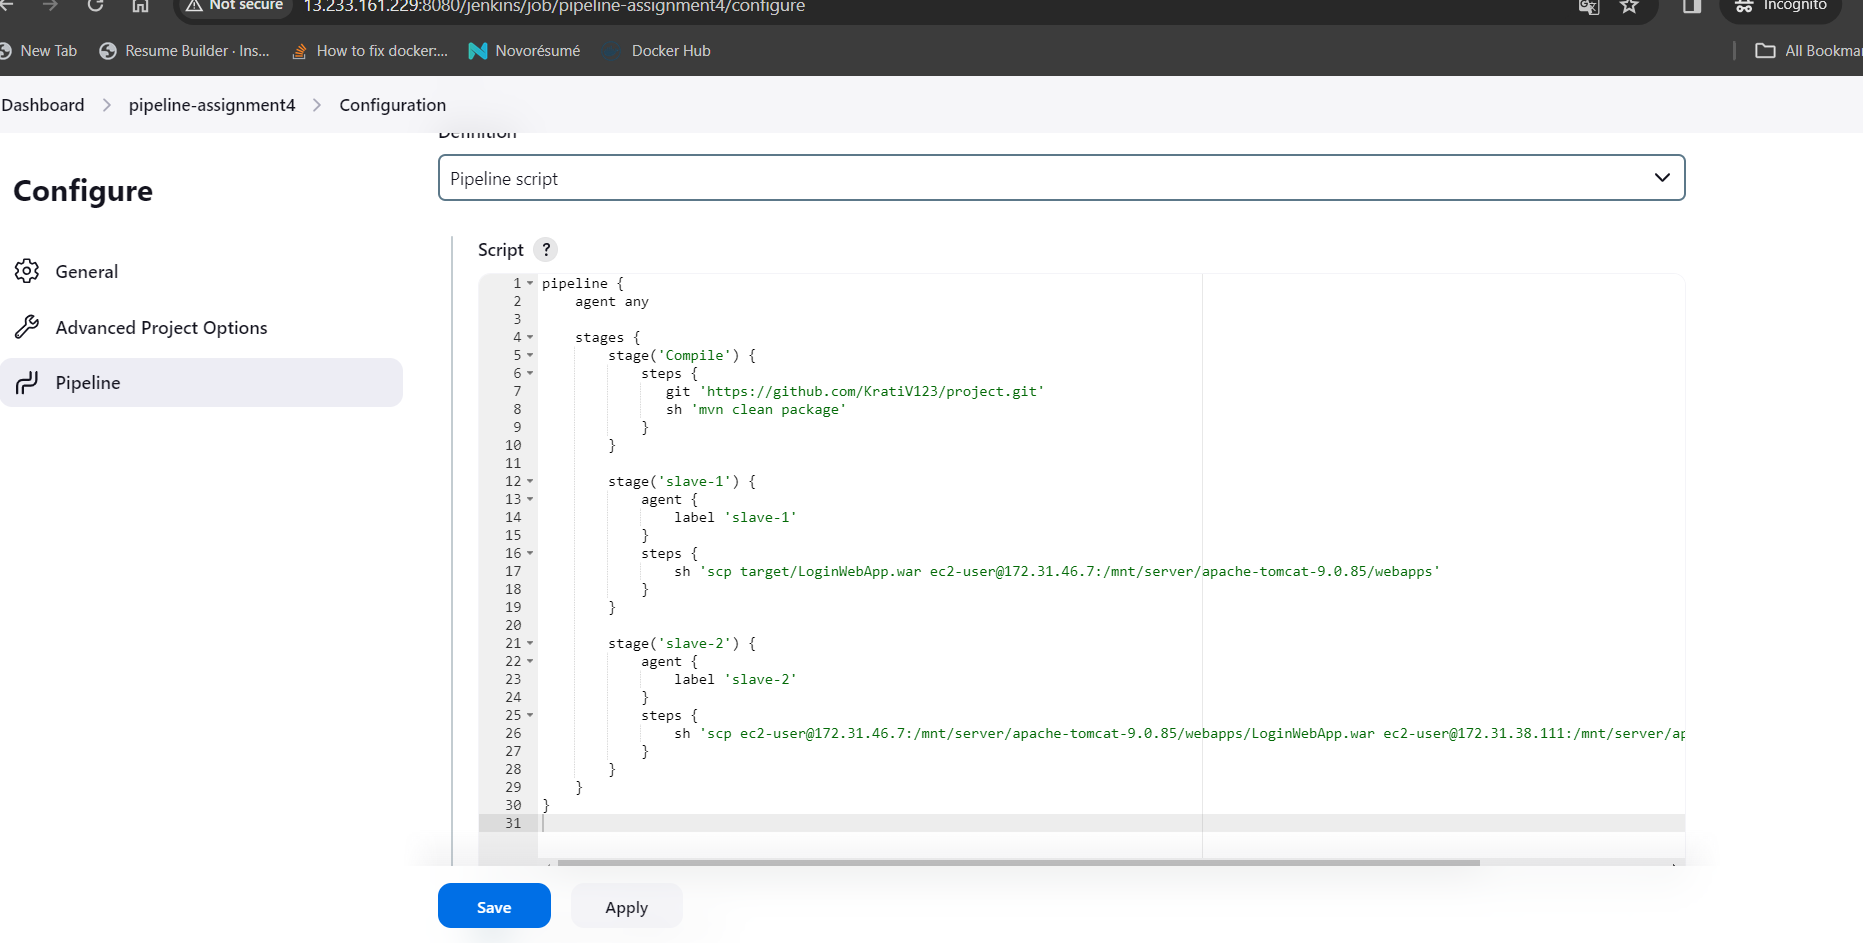 Not secure
13.233.161.229:8080/jenkins/job/pipeline-assignment4/configure
Incognito
New Tab
Resume Builder · Ins...
How to fix docker:...
Novorésumé
Docker Hub
All Bookma
Dashboard > pipeline-assignment4 > Configuration
Definition
Configure
Pipeline script
Script ?
General
Advanced Project Options
Pipeline
1 pipeline {
2     agent any
3
4     stages {
5         stage('Compile') {
6             steps {
7                git 'https://github.com/KratiV123/project.git'
8                sh 'mvn clean package'
9             }
10         }
11
12         stage('slave-1') {
13             agent {
14                 label 'slave-1'
15             }
16             steps {
17                 sh 'scp target/LoginWebApp.war ec2-user@172.31.46.7:/mnt/server/apache-tomcat-9.0.85/webapps'
18             }
19         }
20
21         stage('slave-2') {
22             agent {
23                 label 'slave-2'
24             }
25             steps {
26                 sh 'scp ec2-user@172.31.46.7:/mnt/server/apache-tomcat-9.0.85/webapps/LoginWebApp.war ec2-user@172.31.38.111:/mnt/server/ap
27             }
28         }
29     }
30 }
31
Save
Apply